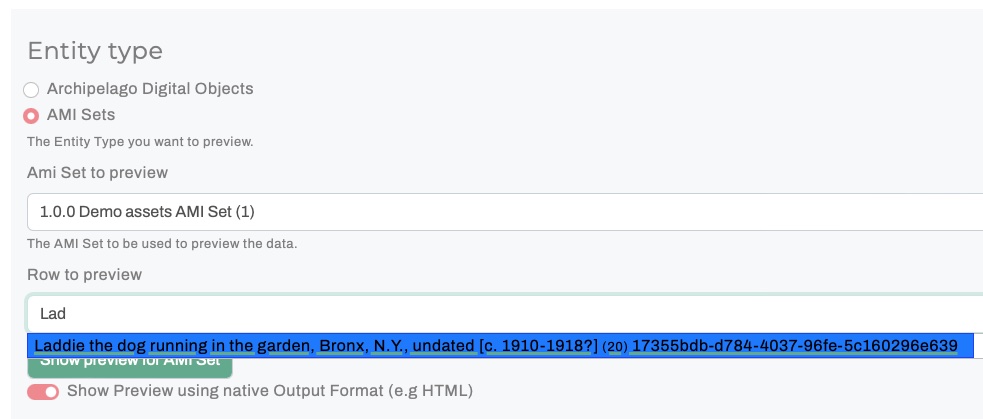 Entity type
Archipelago Digital Objects
AMI Sets
The Entity Type you want to preview.
Ami Set to preview
1.0.0 Demo assets AMI Set (1)
The AMI Set to be used to preview the data.
Row to preview
Lad
Laddie the dog running in the garden, Bronx, N.Y., undated [c. 1910-1918?] (20) 17355bdb-d784-4037-96fe-5c160296e639
Show preview for AMI Set
Show Preview using native Output Format (e.g HTML)